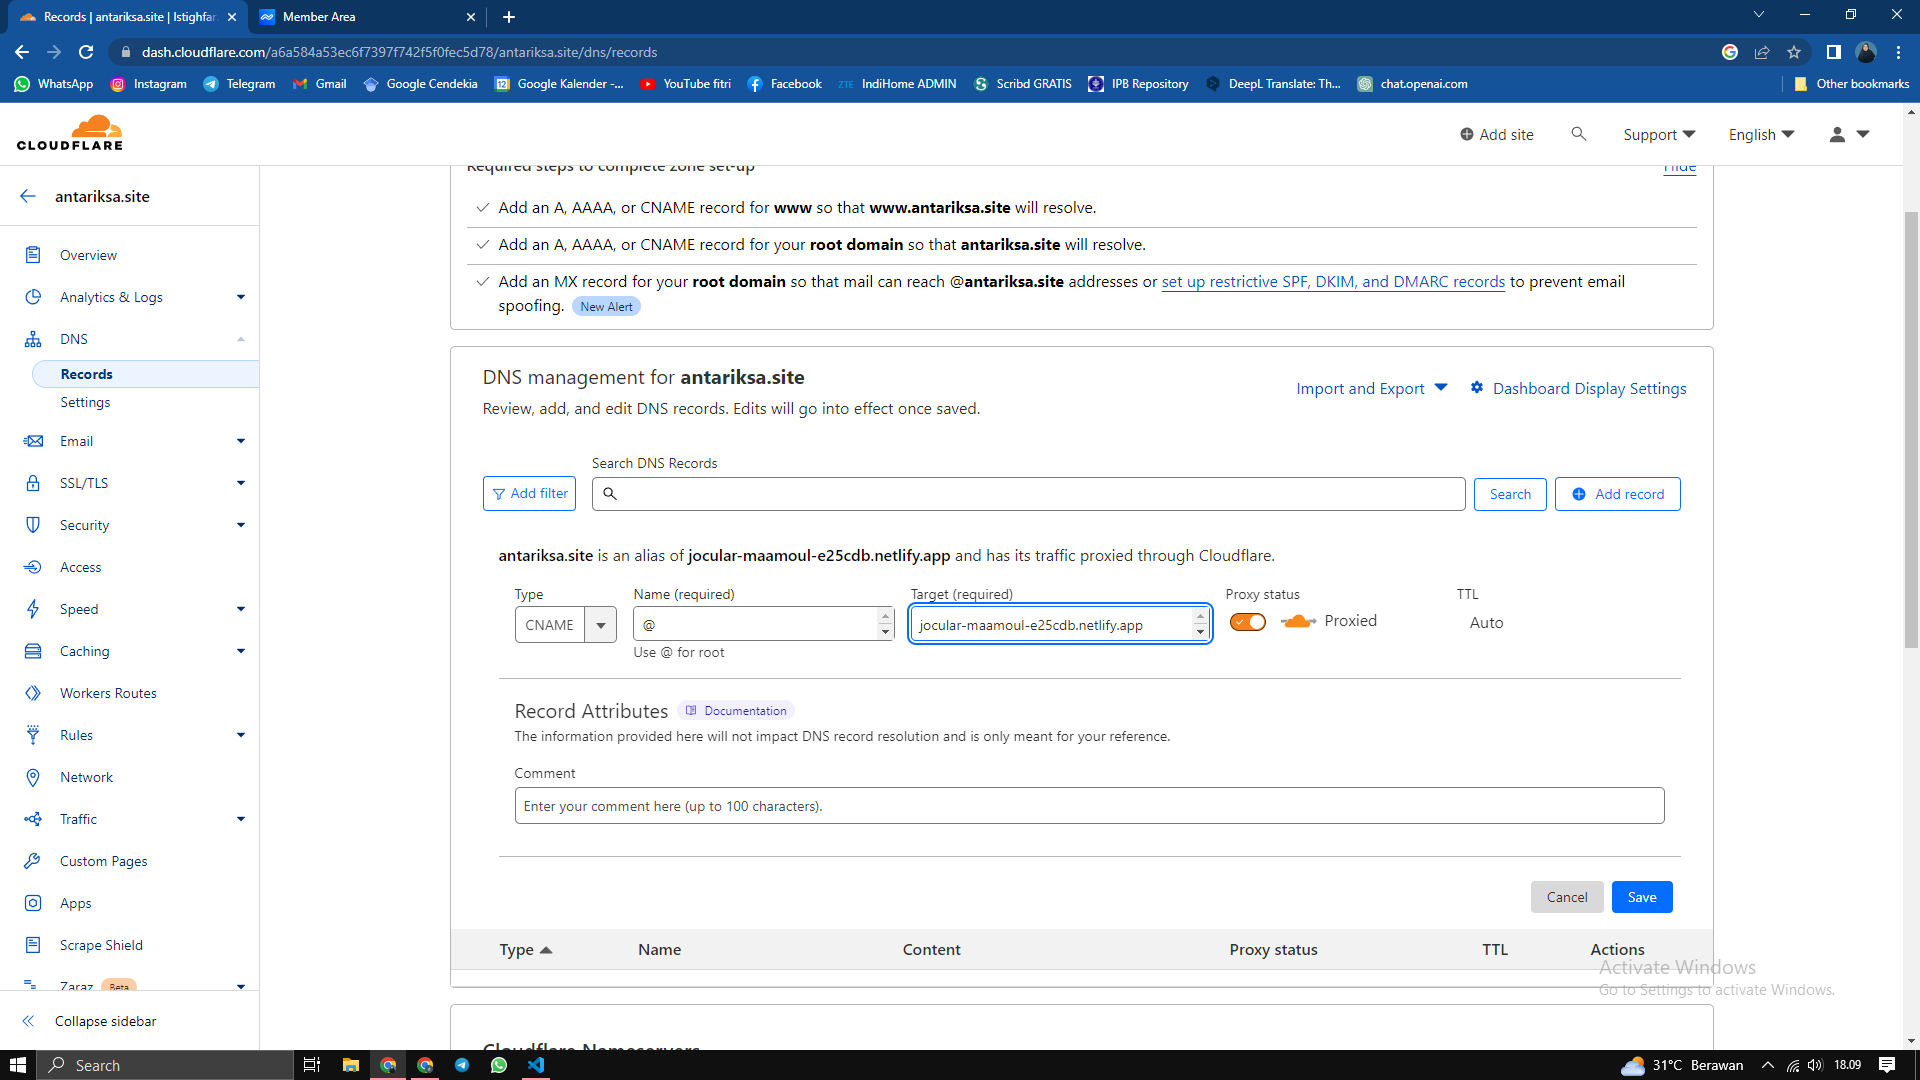 Records | antariksa.site | Istighfar
Member Area
dash.cloudflare.com/a6a584a53ec6f7397f742f5f0fec5d78/antariksa.site/dns/records
WhatsApp
Instagram
Telegram
Gmail
Google Cendekia
Google Kalender -...
YouTube fitri
Facebook
ZTE
IndiHome ADMIN
Scribd GRATIS
IPB Repository
DeepL Translate: Th...
chat.openai.com
Other bookmarks
CLOUDFLARE
Add site
Support
English
antariksa.site
Overview
Analytics & Logs
DNS
Records
Settings
Email
SSL/TLS
Security
Access
Speed
Caching
Workers Routes
Rules
Network
Traffic
Custom Pages
Apps
Scrape Shield
Zaraz Beta
Collapse sidebar
Required steps to complete zone set-up
Hide
Add an A, AAAA, or CNAME record for www so that www.antariksa.site will resolve.
Add an A, AAAA, or CNAME record for your root domain so that antariksa.site will resolve.
Add an MX record for your root domain so that mail can reach @antariksa.site addresses or set up restrictive SPF, DKIM, and DMARC records to prevent email
spoofing. New Alert
DNS management for antariksa.site
Review, add, and edit DNS records. Edits will go into effect once saved.
Import and Export
Dashboard Display Settings
Search DNS Records
Add filter
Search
Add record
antariksa.site is an alias of jocular-maamoul-e25cdb.netlify.app and has its traffic proxied through Cloudflare.
Type
Name (required)
Target (required)
Proxy status
TTL
CNAME
@
jocular-maamoul-e25cdb.netlify.app
Proxied
Auto
Use @ for root
Record Attributes
Documentation
The information provided here will not impact DNS record resolution and is only meant for your reference.
Comment
Enter your comment here (up to 100 characters).
Cancel
Save
Type
Name
Content
Proxy status
TTL
Actions
Activate Windows
Go to Settings to activate Windows.
Cloudflare Nameservers
Search
31°C Berawan
18.09